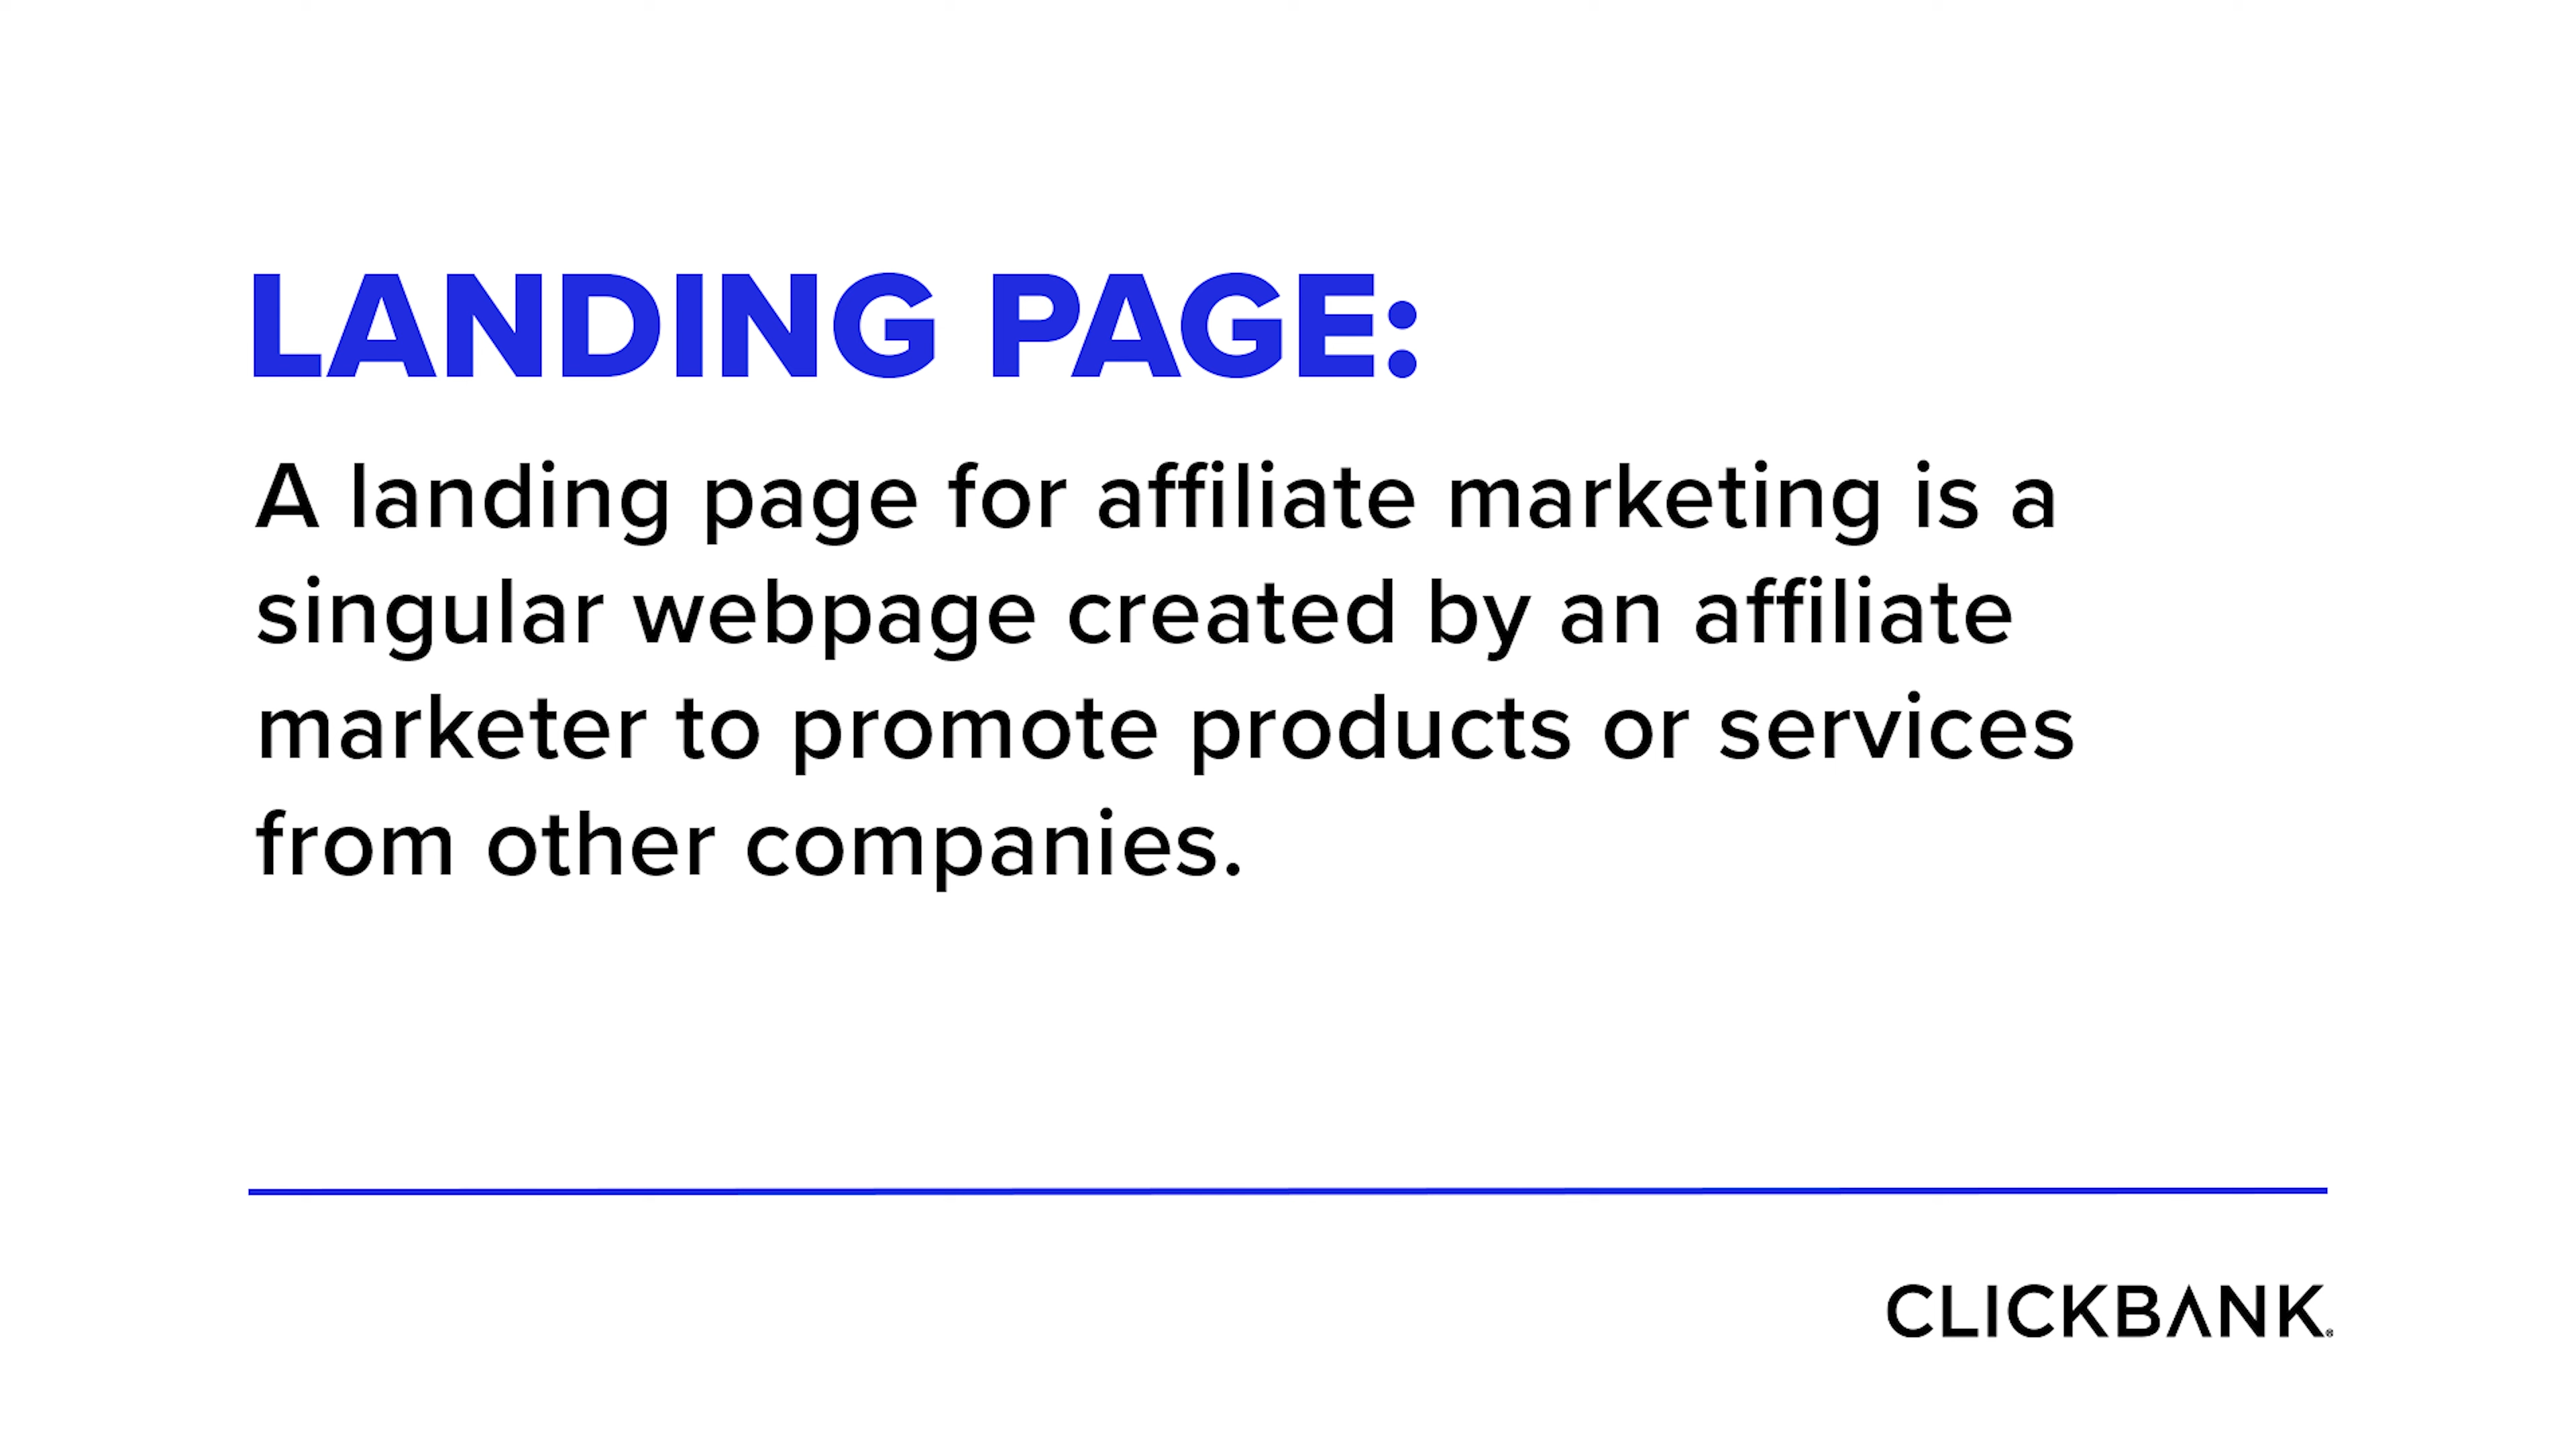 LANDING PAGE:
A landing page for affiliate marketing is a
singular webpage created by an affiliate
marketer to promote products or services
from other companies.
CLICKBANK®